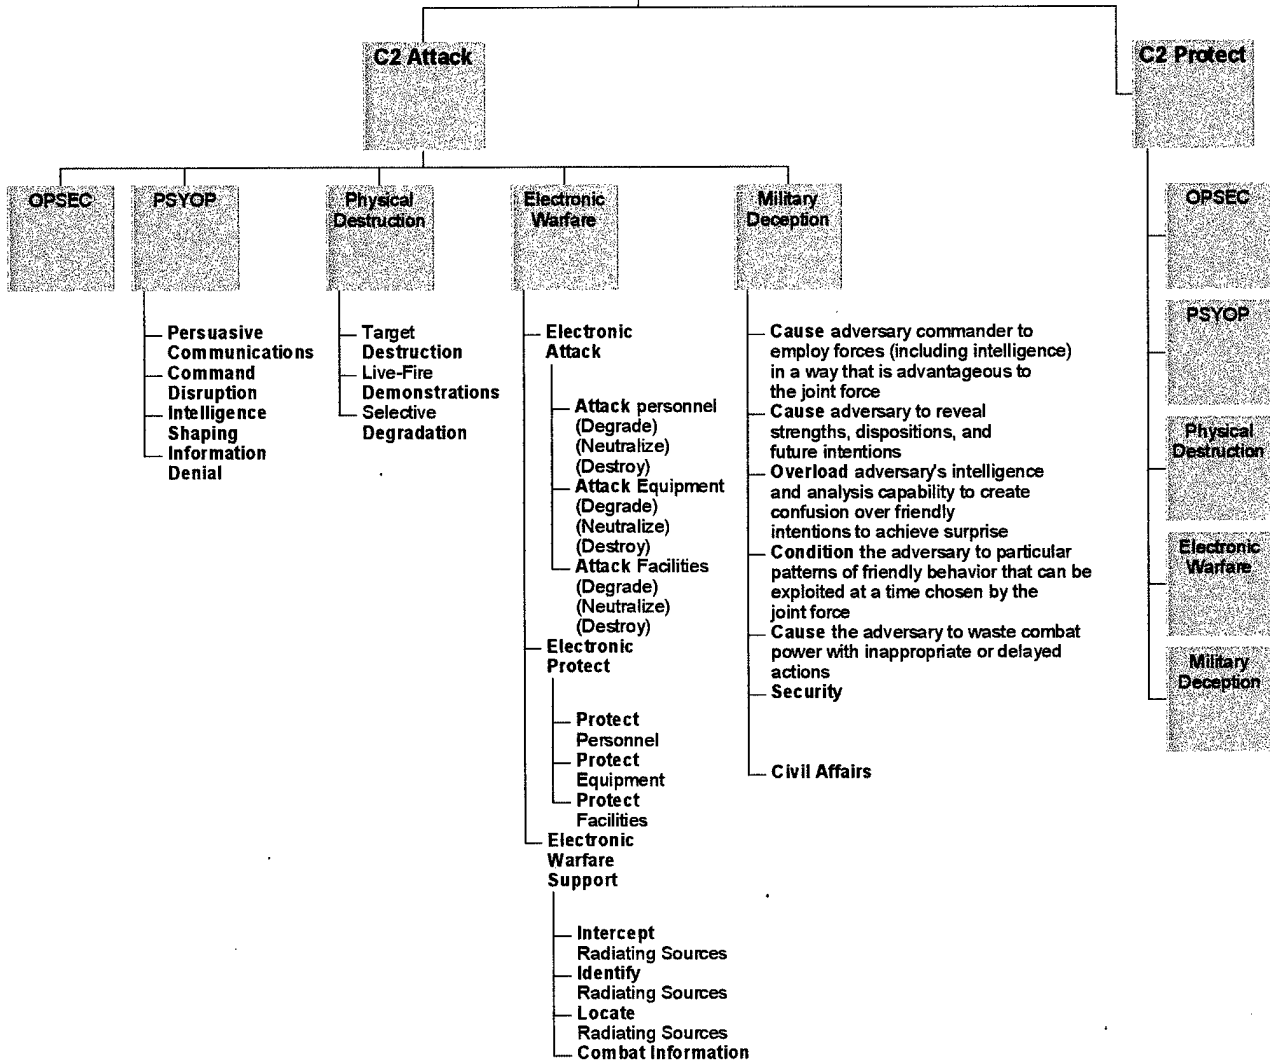 C2 Attack
C2 Protect
OPSEC
PSYOP
Persuasive
Communications
Command
Disruption
Intelligence
Shaping
Information
Denial
Physical
Destruction
Target
Destruction
Live-Fire
Demonstrations
Selective
Degradation
Electronic
Warfare
Electronic
Attack
Attack personnel
(Degrade)
(Neutralize)
(Destroy)
Attack Equipment
(Degrade)
(Neutralize)
(Destroy)
Attack Facilities
(Degrade)
(Neutralize)
(Destroy)
Electronic
Protect
Protect
Personnel
Protect
Equipment
Protect
Facilities
Electronic
Warfare
Support
Intercept
Radiating Sources
Identify
Radiating Sources
Locate
Radiating Sources
Combat Information
Military
Deception
Cause adversary commander to
employ forces (including intelligence)
in a way that is advantageous to
the joint force
Cause adversary to reveal
strengths, dispositions, and
future intentions
Overload adversary's intelligence
and analysis capability to create
confusion over friendly
intentions to achieve surprise
Condition the adversary to particular
patterns of friendly behavior that can be
exploited at a time chosen by the
joint force
Cause the adversary to waste combat
power with inappropriate or delayed
actions
Security
Civil Affairs
OPSEC
PSYOP
Physical
Destruction
Electronic
Warfare
Military
Deception